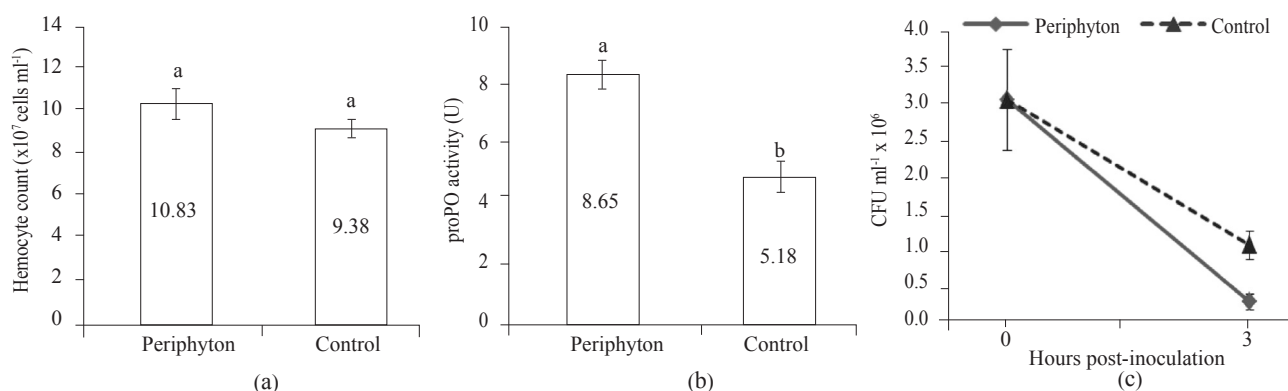 Hemocyte count (x10⁷ cells ml⁻¹)
14
12
10
8
6
4
2
0
a
a
10.83
9.38
Periphyton
Control
(a)
proPO activity (U)
10
8
6
4
2
0
a
b
8.65
5.18
Periphyton
Control
(b)
Periphyton
Control
CFU ml⁻¹ x 10⁶
4.0
3.5
3.0
2.5
2.0
1.5
1.0
0.5
0.0
0
3
Hours post-inoculation
(c)